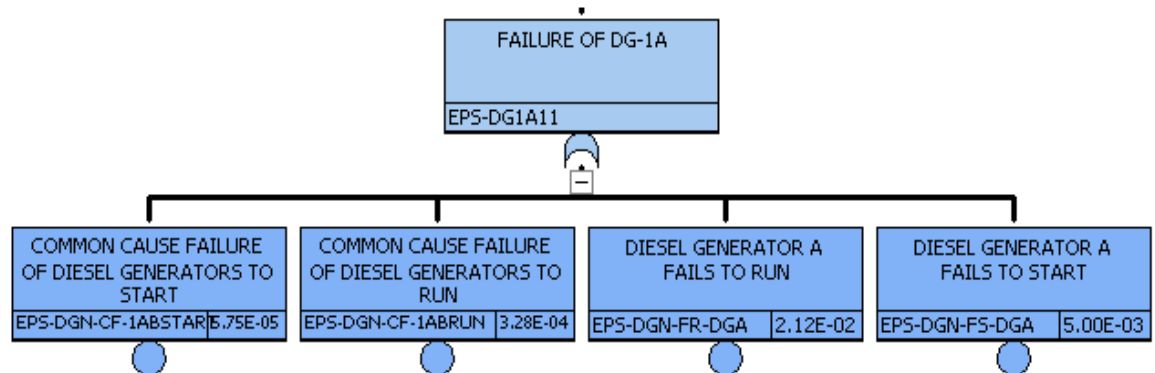 FAILURE OF DG-1A
EPS-DG1A11
COMMON CAUSE FAILURE
OF DIESEL GENERATORS TO
START
EPS-DGN-CF-1ABSTART 5.75E-05
COMMON CAUSE FAILURE
OF DIESEL GENERATORS TO
RUN
EPS-DGN-CF-1ABRUN 3.28E-04
DIESEL GENERATOR A
FAILS TO RUN
EPS-DGN-FR-DGA 2.12E-02
DIESEL GENERATOR A
FAILS TO START
EPS-DGN-FS-DGA 5.00E-03